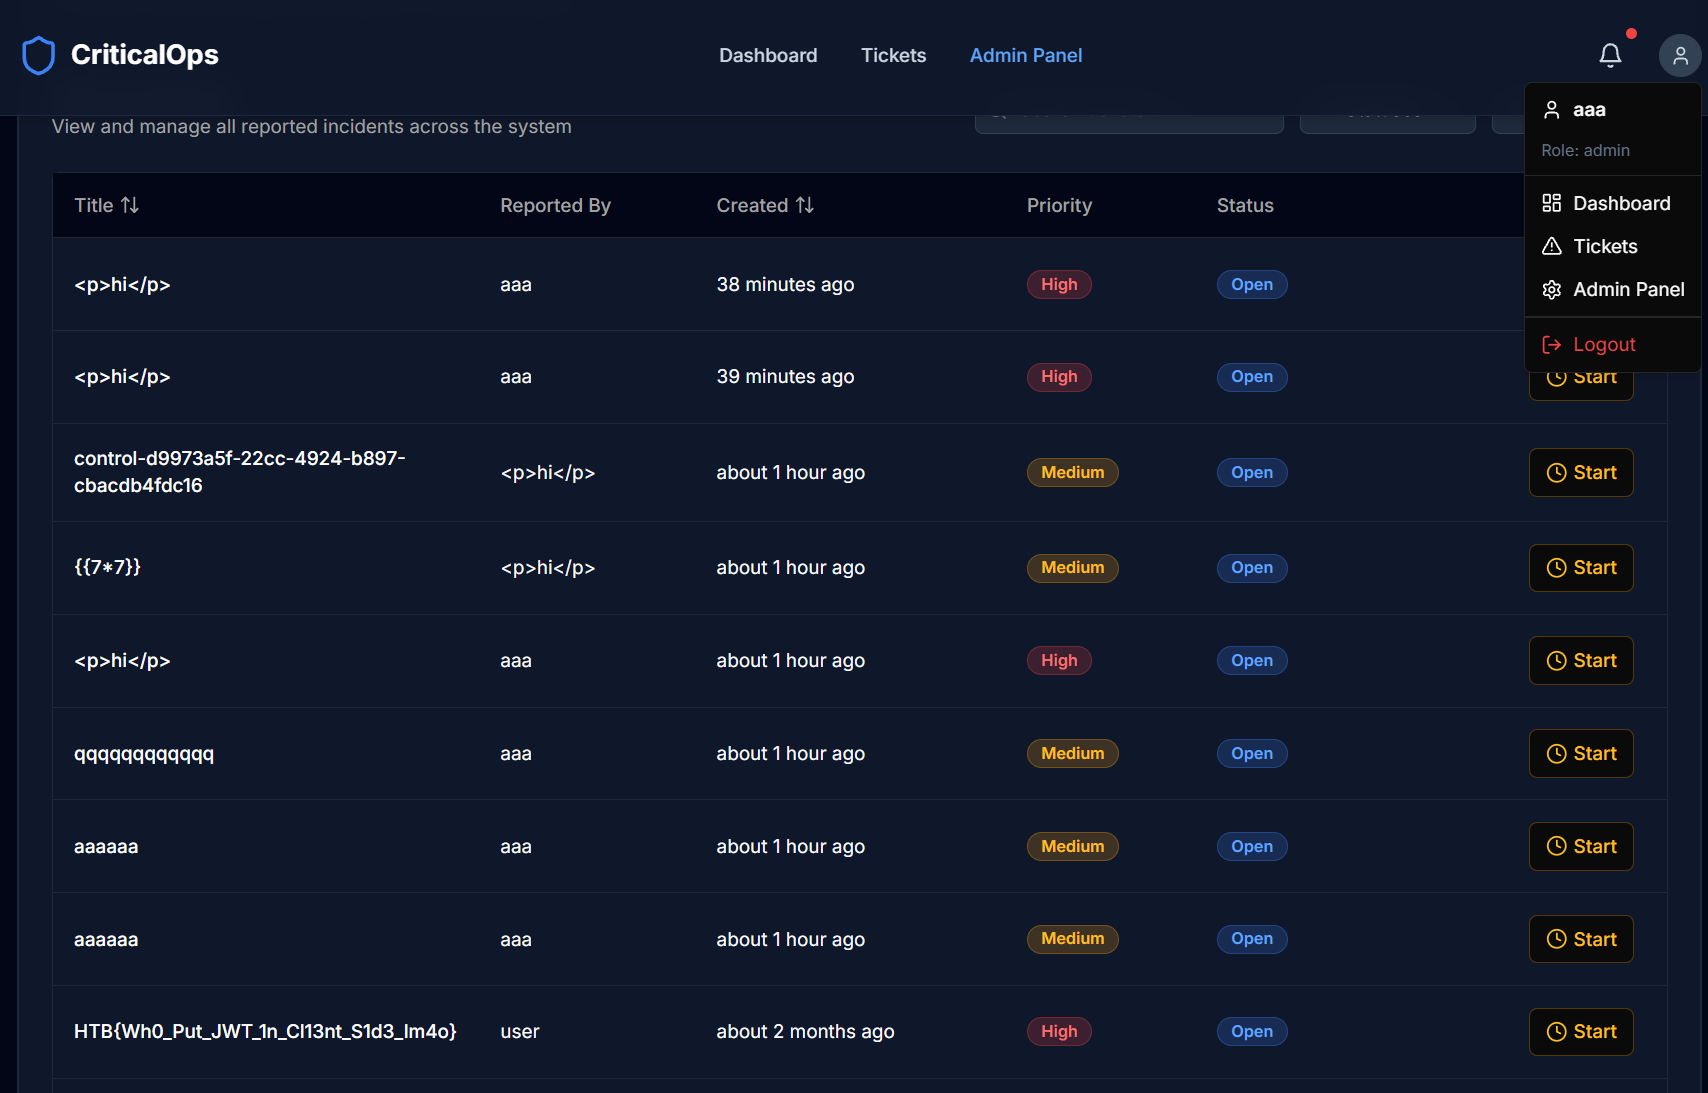 CriticalOps
Dashboard
Tickets
Admin Panel
aaa
Role: admin
Dashboard
Tickets
Admin Panel
Logout
View and manage all reported incidents across the system
Title Reported By Created Priority Status
<p>hi</p> aaa 38 minutes ago High Open
<p>hi</p> aaa 39 minutes ago High Open Start
control-d9973a5f-22cc-4924-b897-
cbacdb4fdc16 <p>hi</p> about 1 hour ago Medium Open Start
{{7*7}} <p>hi</p> about 1 hour ago Medium Open Start
<p>hi</p> aaa about 1 hour ago High Open Start
qqqqqqqqqqqq aaa about 1 hour ago Medium Open Start
aaaaaa aaa about 1 hour ago Medium Open Start
aaaaaa aaa about 1 hour ago Medium Open Start
HTB{Wh0_Put_JWT_1n_Cl13nt_S1d3_lm4o} user about 2 months ago High Open Start